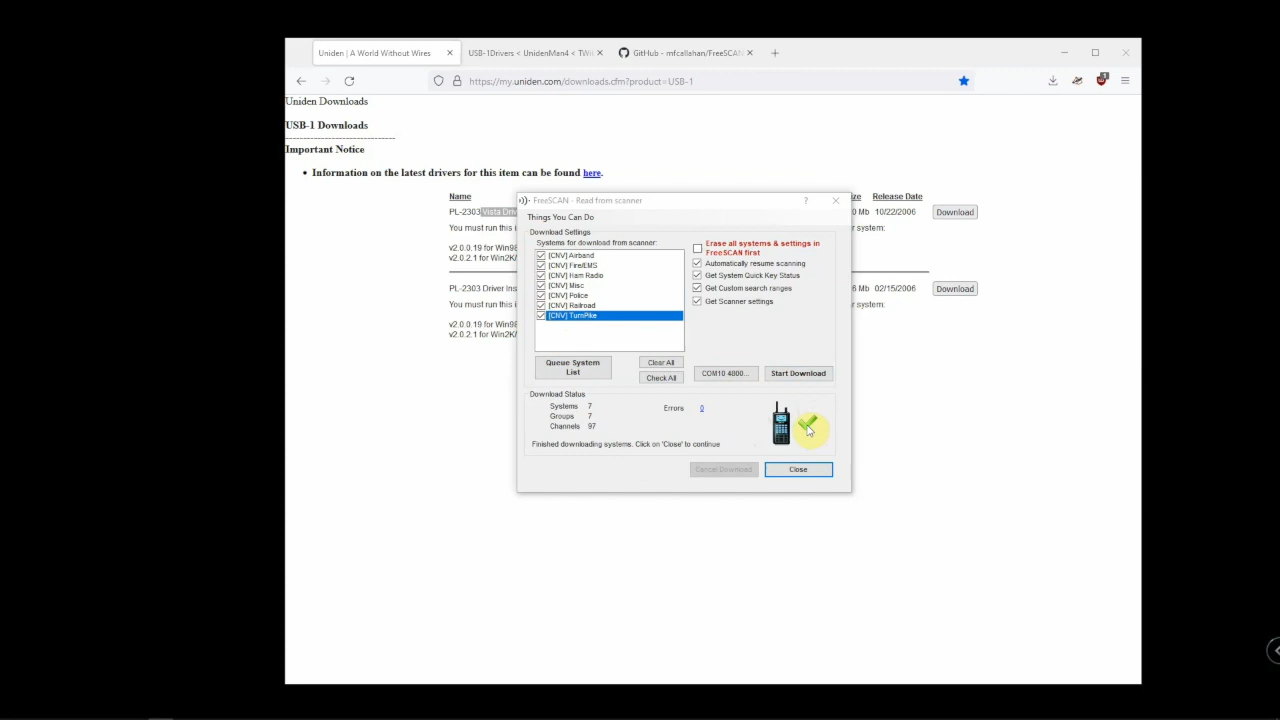 Uniden | A World Without Wires
USB-1Drivers < UnidenMan4 < TWi
GitHub - mfcallahan/FreeSCAN
https://my.uniden.com/downloads.cfm?product=USB-1
Uniden Downloads
USB-1 Downloads
--------------------------------
Important Notice
• Information on the latest drivers for this item can be found here.
Name
Release Date
PL-2303 Vista Driv
0 Mb 10/22/2006 Download
You must run this i
system:
v2.0.0.19 for Win98
v2.0.2.1 for Win2K/
PL-2303 Driver Ins
6 Mb 02/15/2006 Download
You must run this i
system:
v2.0.0.19 for Win98
v2.0.2.1 for Win2K/
FreeSCAN - Read from scanner
?
Things You Can Do
Download Settings
Systems for download from scanner:
[CNV] Airband
[CNV] Fire/EMS
[CNV] Ham Radio
[CNV] Misc
[CNV] Police
[CNV] Railroad
[CNV] TurnPike
Erase all systems & settings in
FreeSCAN first
Automatically resume scanning
Get System Quick Key Status
Get Custom search ranges
Get Scanner settings
Queue System
List
Clear All
Check All
COM10 4800...
Start Download
Download Status
Systems 7
Groups 7
Channels 97
Errors 0
Finished downloading systems. Click on 'Close' to continue
Cancel Download
Close